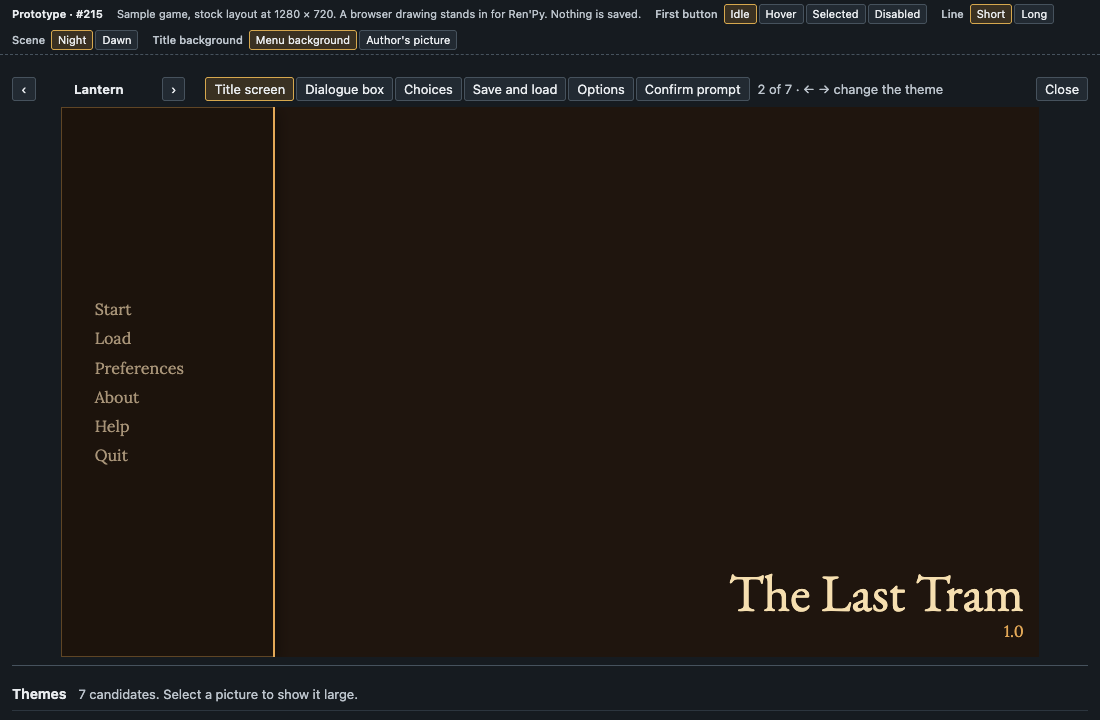 Prototype · #215 Sample game, stock layout at 1280 × 720. A browser drawing stands in for Ren'Py. Nothing is saved. First button Idle Hover Selected Disabled Line Short Long
Scene Night Dawn Title background Menu background Author's picture
‹ Lantern › Title screen Dialogue box Choices Save and load Options Confirm prompt 2 of 7 · ← → change the theme Close
Start
Load
Preferences
About
Help
Quit
The Last Tram
1.0
Themes 7 candidates. Select a picture to show it large.